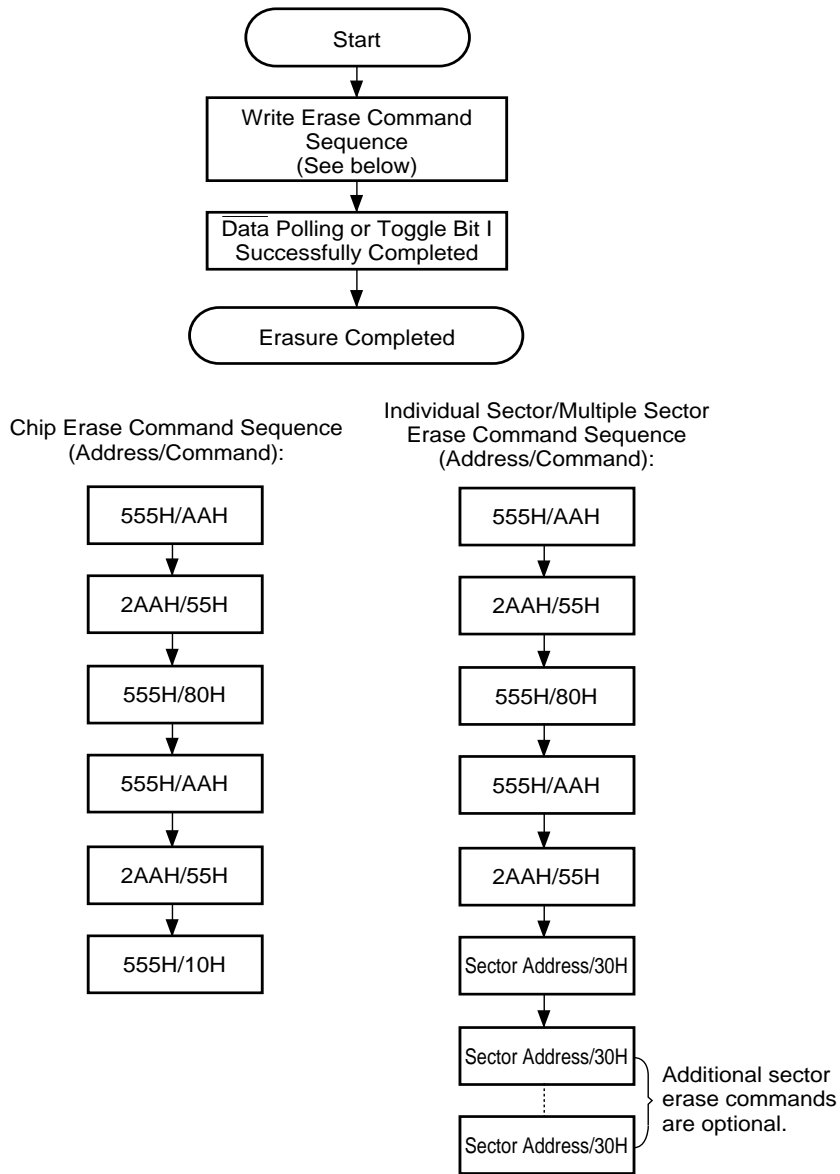 Start
Write Erase Command
Sequence
(See below)
Data Polling or Toggle Bit I
Successfully Completed
Erasure Completed
Chip Erase Command Sequence
(Address/Command):
555H/AAH
2AAH/55H
555H/80H
555H/AAH
2AAH/55H
555H/10H
Individual Sector/Multiple Sector
Erase Command Sequence
(Address/Command):
555H/AAH
2AAH/55H
555H/80H
555H/AAH
2AAH/55H
Sector Address/30H
Sector Address/30H
Sector Address/30H
Additional sector
erase commands
are optional.